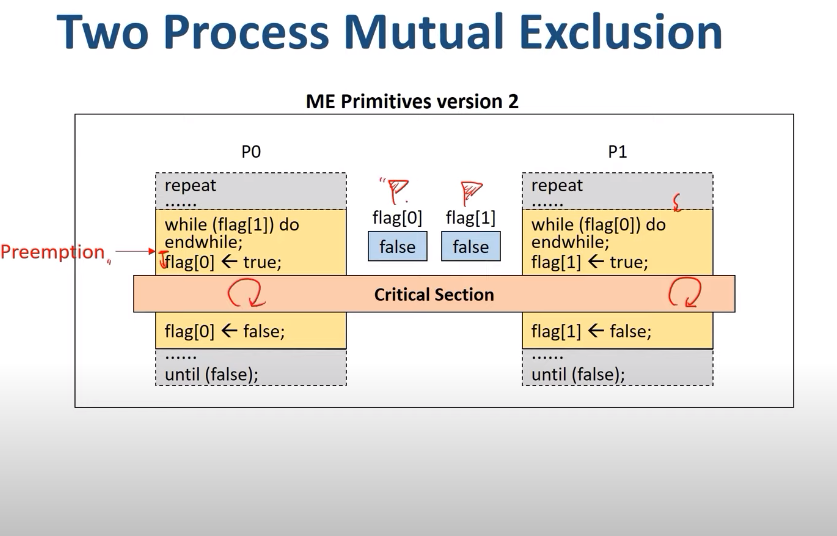 Two Process Mutual Exclusion
ME Primitives version 2
P0
repeat
......
while (flag[1]) do
endwhile;
flag[0] ← true;
Preemption
flag[0]
false
flag[1]
false
P1
repeat
......
while (flag[0]) do
endwhile;
flag[1] ← true;
Critical Section
flag[0] ← false;
......
until (false);
flag[1] ← false;
......
until (false);